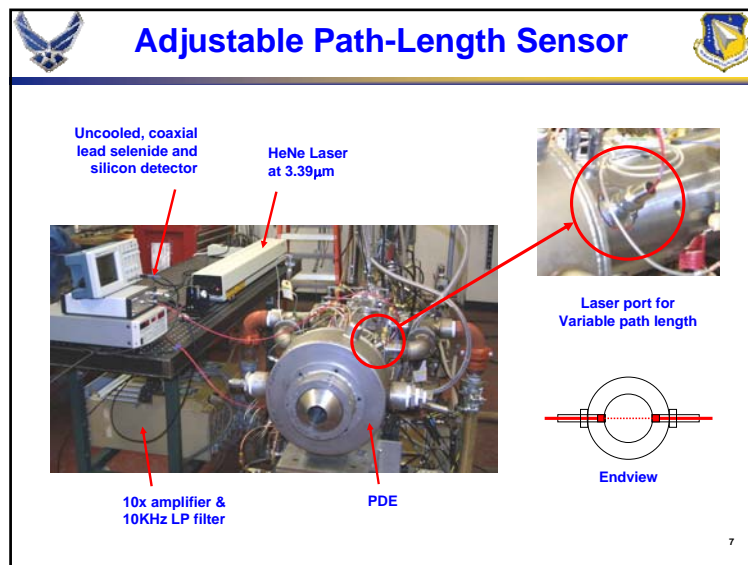 Adjustable Path-Length Sensor
Uncooled, coaxial
lead selenide and
silicon detector
HeNe Laser
at 3.39µm
Laser port for
Variable path length
Endview
10x amplifier &
10KHz LP filter
PDE
7